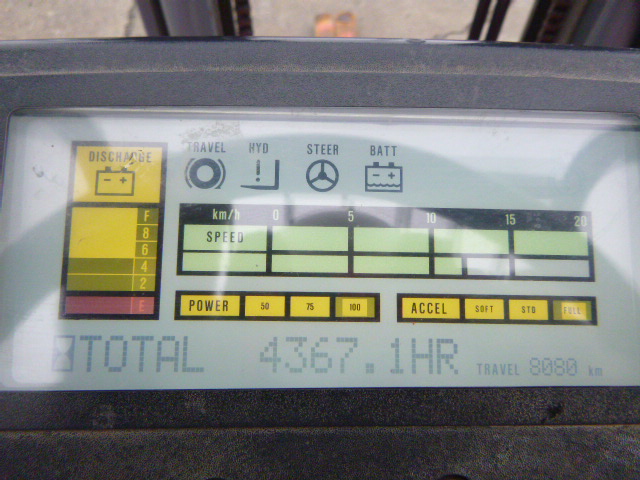 DISCHARGE
TRAVEL HYD STEER BATT
F
8
6
4
2
E
km/h 0 5 10 15 20
SPEED
POWER 50 75 100
ACCEL SOFT STD FULL
TOTAL 4367.1HR
TRAVEL 8080 km